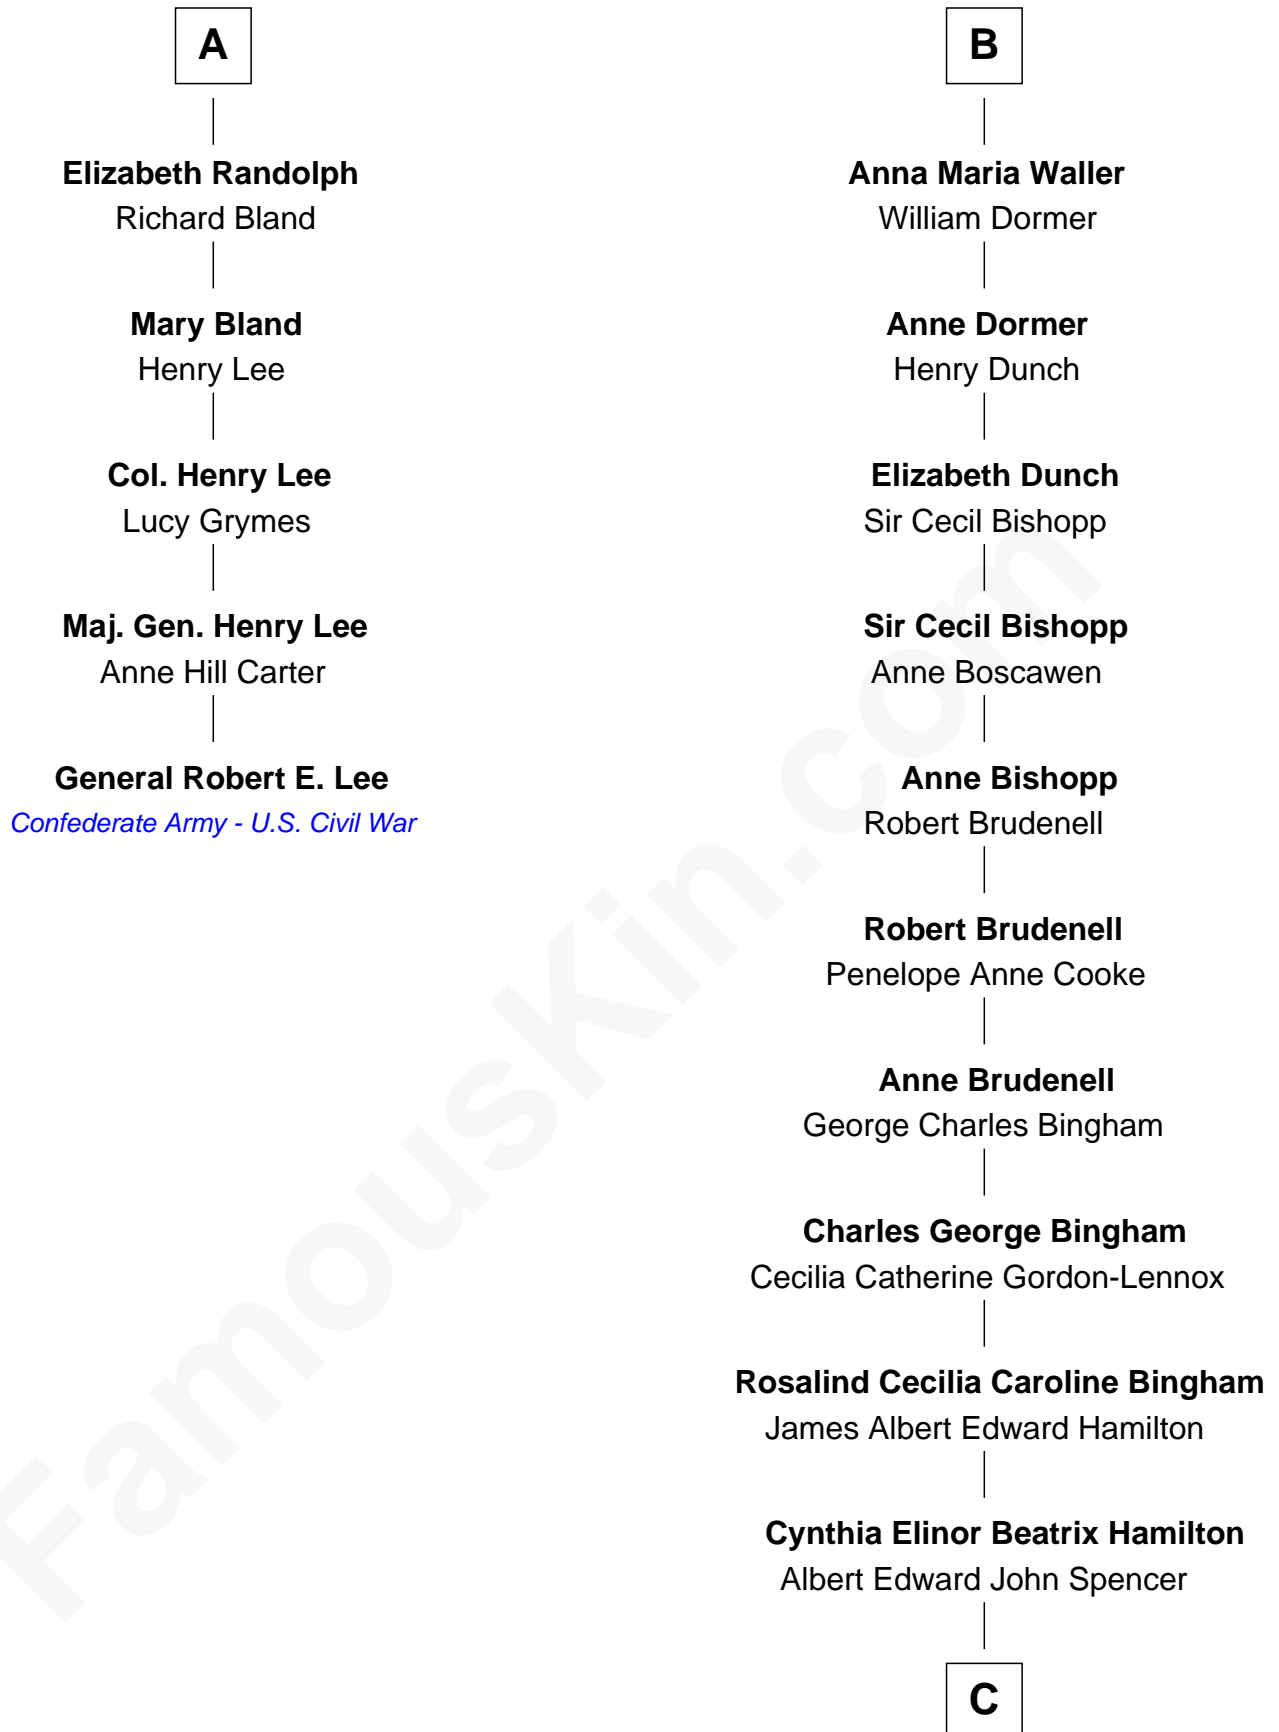 A
Elizabeth Randolph
Richard Bland
Mary Bland
Henry Lee
Col. Henry Lee
Lucy Grymes
Maj. Gen. Henry Lee
Anne Hill Carter
General Robert E. Lee
Confederate Army - U.S. Civil War
B
Anna Maria Waller
William Dormer
Anne Dormer
Henry Dunch
Elizabeth Dunch
Sir Cecil Bishopp
Sir Cecil Bishopp
Anne Boscawen
Anne Bishopp
Robert Brudenell
Robert Brudenell
Penelope Anne Cooke
Anne Brudenell
George Charles Bingham
Charles George Bingham
Cecilia Catherine Gordon-Lennox
Rosalind Cecilia Caroline Bingham
James Albert Edward Hamilton
Cynthia Elinor Beatrix Hamilton
Albert Edward John Spencer
C
FamousKin.com